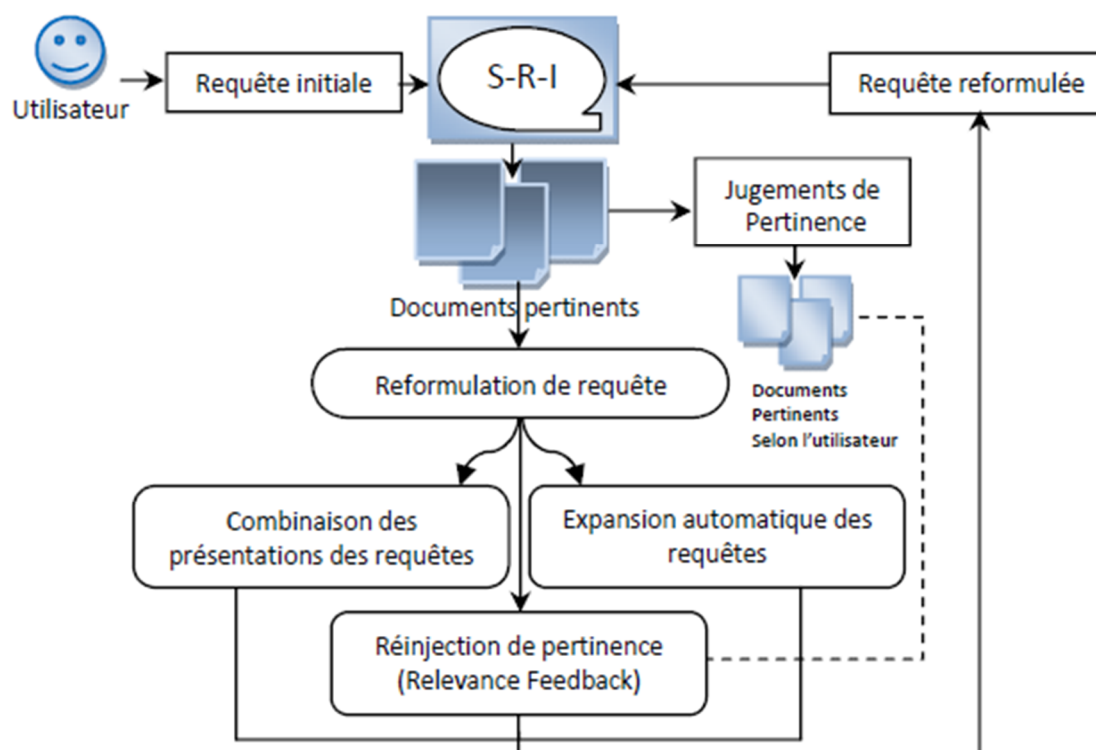 Utilisateur
Requête initiale
S-R-I
Requête reformulée
Jugements de
Pertinence
Documents pertinents
Documents
Pertinents
Selon l'utilisateur
Reformulation de requête
Combinaison des
présentations des requêtes
Expansion automatique des
requêtes
Réinjection de pertinence
(Relevance Feedback)